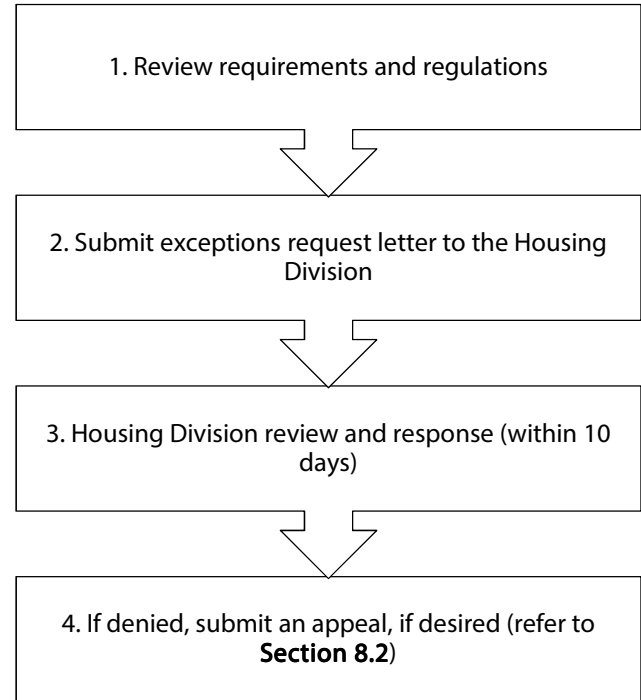 1. Review requirements and regulations
2. Submit exceptions request letter to the Housing
Division
3. Housing Division review and response (within 10
days)
4. If denied, submit an appeal, if desired (refer to
Section 8.2)